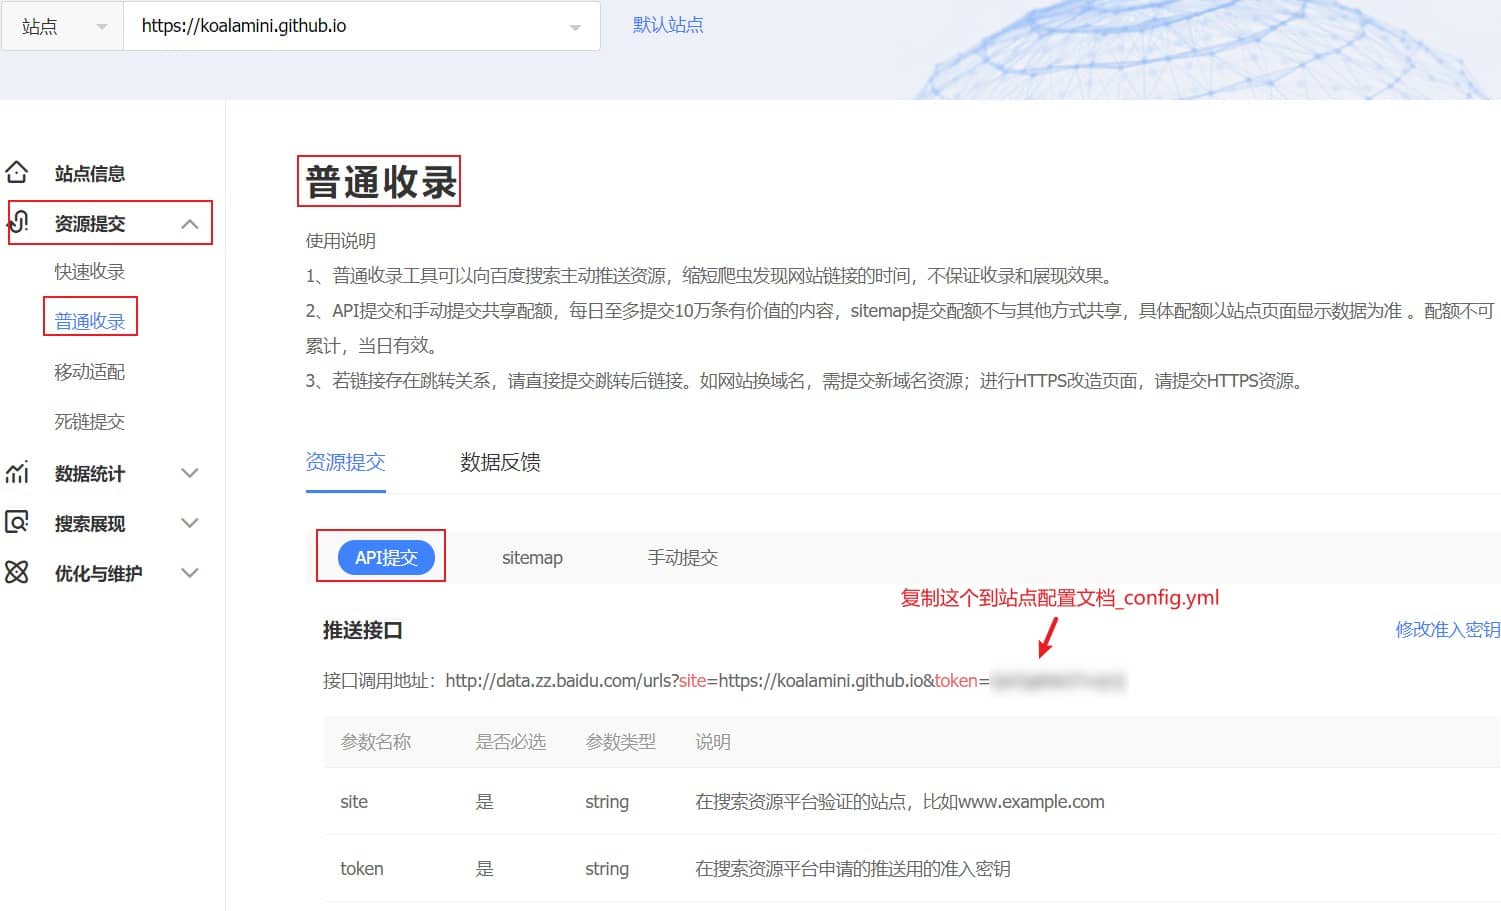 站点
https://koalamini.github.io
默认站点
站点信息
资源提交
快速收录
普通收录
移动适配
死链提交
数据统计
搜索展现
优化与维护
普通收录
使用说明
1、普通收录工具可以向百度搜索主动推送资源，缩短爬虫发现网站链接的时间，不保证收录和展现效果。
2、API提交和手动提交共享配额，每日至多提交10万条有价值的内容，sitemap提交配额不与其他方式共享，具体配额以站点页面显示数据为准 。配额不可
累计，当日有效。
3、若链接存在跳转关系，请直接提交跳转后链接。如网站换域名，需提交新域名资源；进行HTTPS改造页面，请提交HTTPS资源。
资源提交
数据反馈
API提交
sitemap
手动提交
复制这个到站点配置文档_config.yml
推送接口
修改准入密钥
接口调用地址：http://data.zz.baidu.com/urls?site=https://koalamini.github.io&token=
参数名称 是否必选 参数类型 说明
site 是 string 在搜索资源平台验证的站点，比如www.example.com
token 是 string 在搜索资源平台申请的推送用的准入密钥